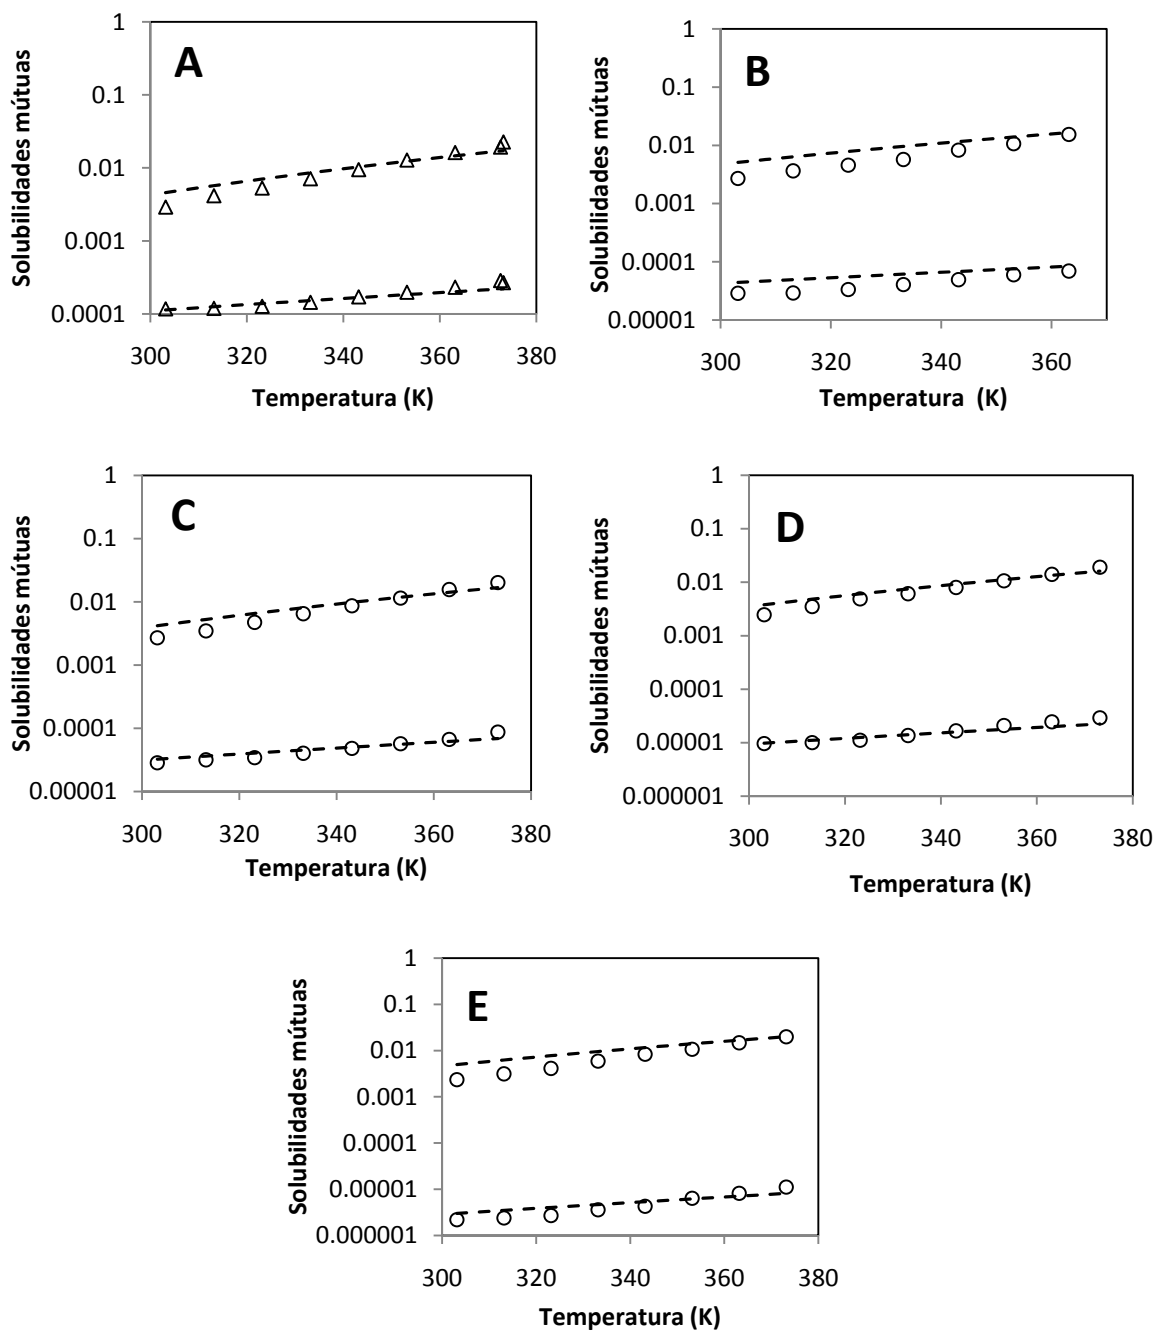 A
Solubilidades mútuas
1
0.1
0.01
0.001
0.0001
300 320 340 360 380
Temperatura (K)
B
Solubilidades mútuas
1
0.1
0.01
0.001
0.0001
0.00001
300 320 340 360
Temperatura (K)
C
Solubilidades mútuas
1
0.1
0.01
0.001
0.0001
0.00001
300 320 340 360 380
Temperatura (K)
D
Solubilidades mútuas
1
0.1
0.01
0.001
0.0001
0.00001
0.000001
300 320 340 360 380
Temperatura (K)
E
Solubilidades mútuas
1
0.1
0.01
0.001
0.0001
0.00001
0.000001
300 320 340 360 380
Temperatura (K)